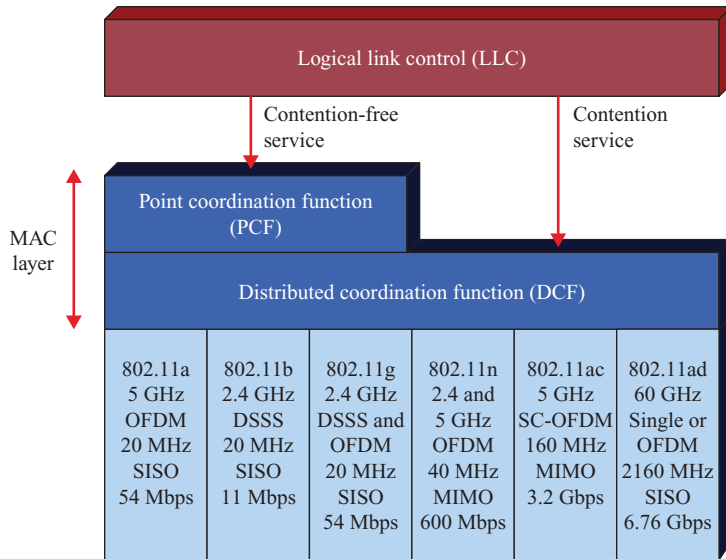 Logical link control (LLC)
Contention-free
service
Contention
service
Point coordination function
(PCF)
MAC
layer
Distributed coordination function (DCF)
802.11a
5 GHz
OFDM
20 MHz
SISO
54 Mbps
802.11b
2.4 GHz
DSSS
20 MHz
SISO
11 Mbps
802.11g
2.4 GHz
DSSS and
OFDM
20 MHz
SISO
54 Mbps
802.11n
2.4 and
5 GHz
OFDM
40 MHz
MIMO
600 Mbps
802.11ac
5 GHz
SC-OFDM
160 MHz
MIMO
3.2 Gbps
802.11ad
60 GHz
Single or
OFDM
2160 MHz
SISO
6.76 Gbps